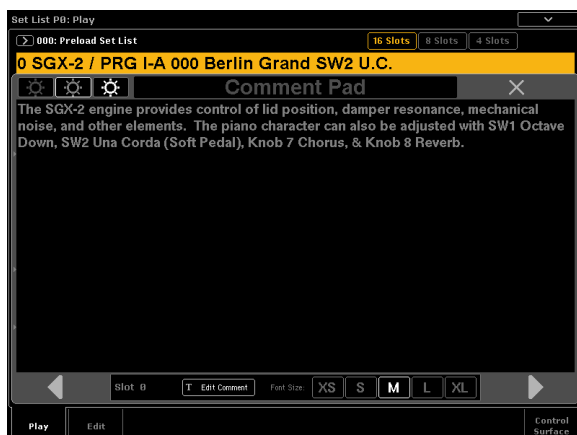 Set List P0: Play
000: Preload Set List
16 Slots
8 Slots
4 Slots
0 SGX-2 / PRG I-A 000 Berlin Grand SW2 U.C.
Comment Pad
The SGX-2 engine provides control of lid position, damper resonance, mechanical
noise, and other elements. The piano character can also be adjusted with SW1 Octave
Down, SW2 Una Corda (Soft Pedal), Knob 7 Chorus, & Knob 8 Reverb.
Slot 0
T Edit Comment
Font Size:
XS
S
M
L
XL
Play
Edit
Control
Surface